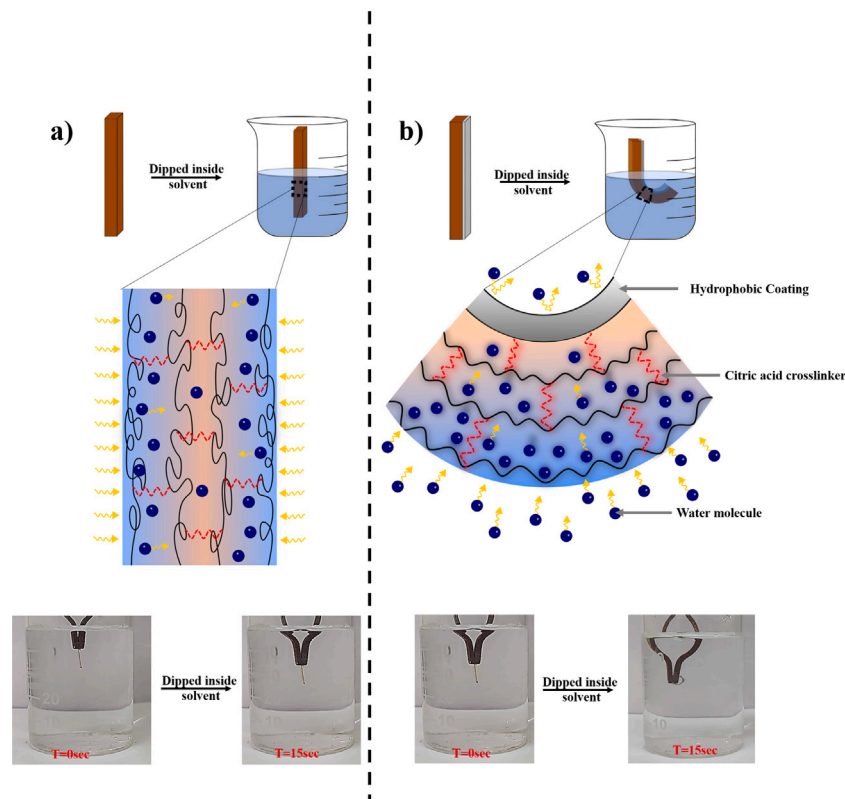 a)
Dipped inside
solvent
b)
Dipped inside
solvent
Hydrophobic Coating
Citric acid crosslinker
Water molecule
T=0sec
Dipped inside
solvent
T=15sec
T=0sec
Dipped inside
solvent
10
T=15sec